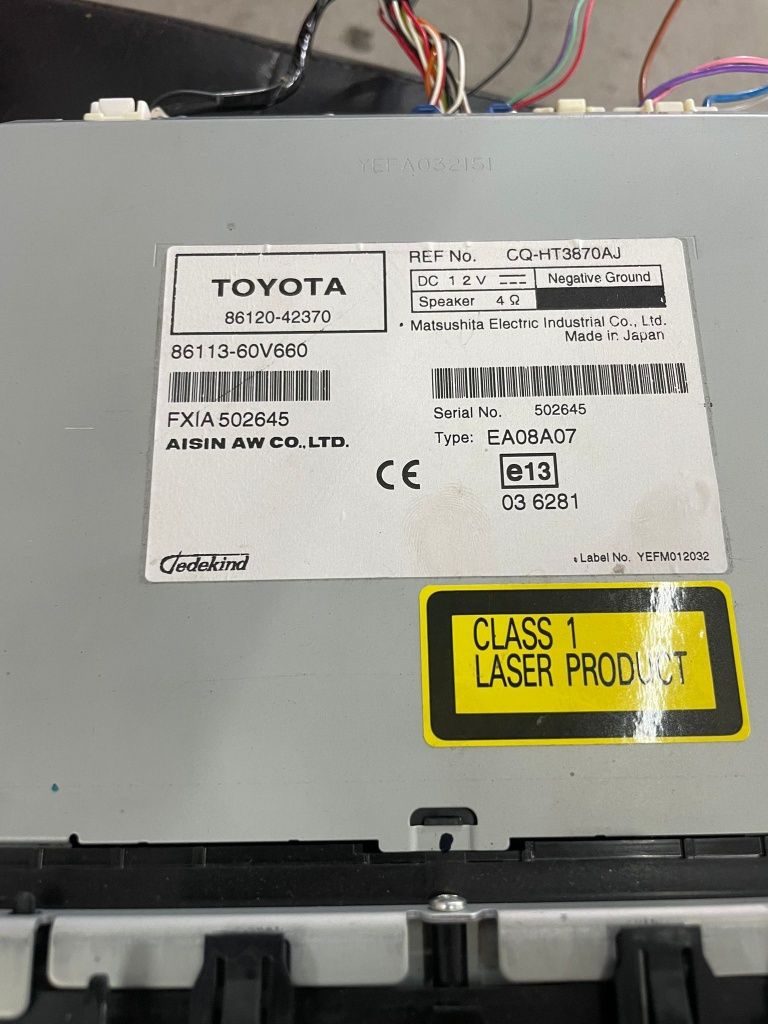 YEFA032151
TOYOTA
86120-42370
86113-60V660
FXIA 502645
AISIN AW CO.,LTD.
REF No. CQ-HT3870AJ
DC 12V Negative Ground
Speaker 4 Ω
Matsushita Electric Industrial Co., Ltd.
Made in Japan
Serial No. 502645
Type: EA08A07
CE
e13
03 6281
Gedekind
Label No. YEFM012032
CLASS 1
LASER PRODUCT